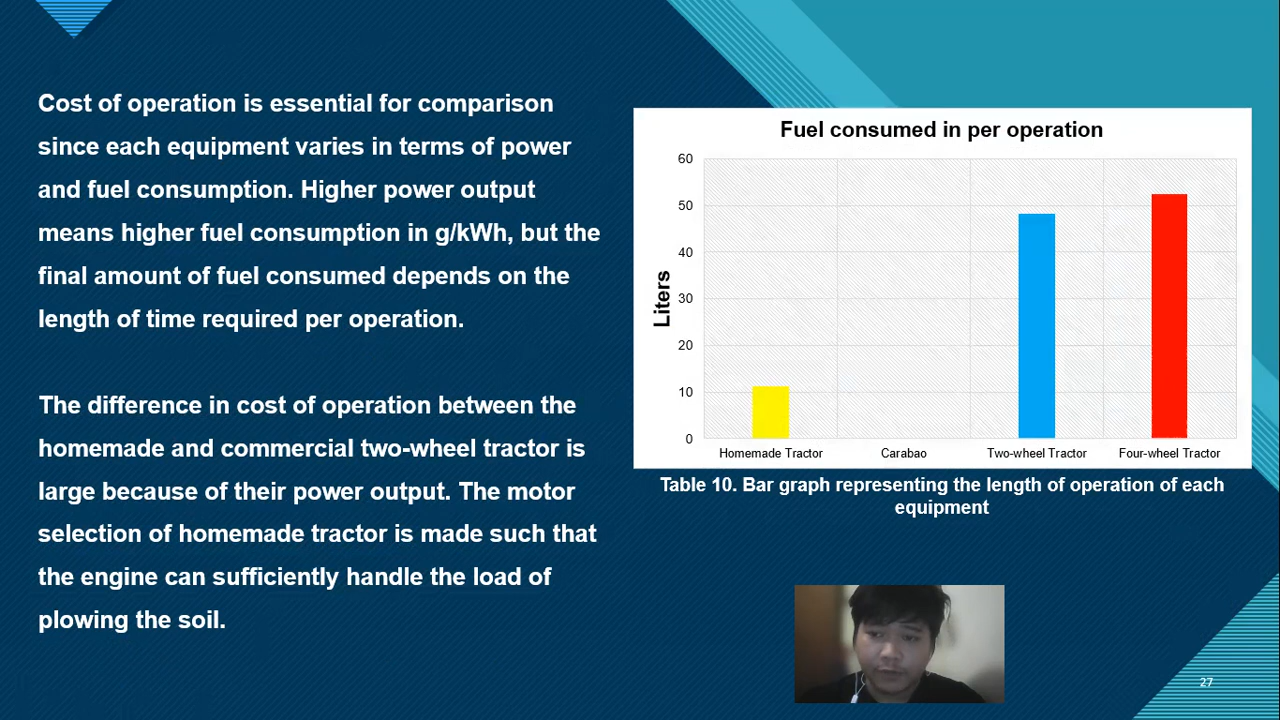 Cost of operation is essential for comparison
since each equipment varies in terms of power
and fuel consumption. Higher power output
means higher fuel consumption in g/kWh, but the
final amount of fuel consumed depends on the
length of time required per operation.
The difference in cost of operation between the
homemade and commercial two-wheel tractor is
large because of their power output. The motor
selection of homemade tractor is made such that
the engine can sufficiently handle the load of
plowing the soil.
Fuel consumed in per operation
Liters
60
50
40
30
20
10
0
Homemade Tractor
Carabao
Two-wheel Tractor
Four-wheel Tractor
Table 10. Bar graph representing the length of operation of each
equipment
27